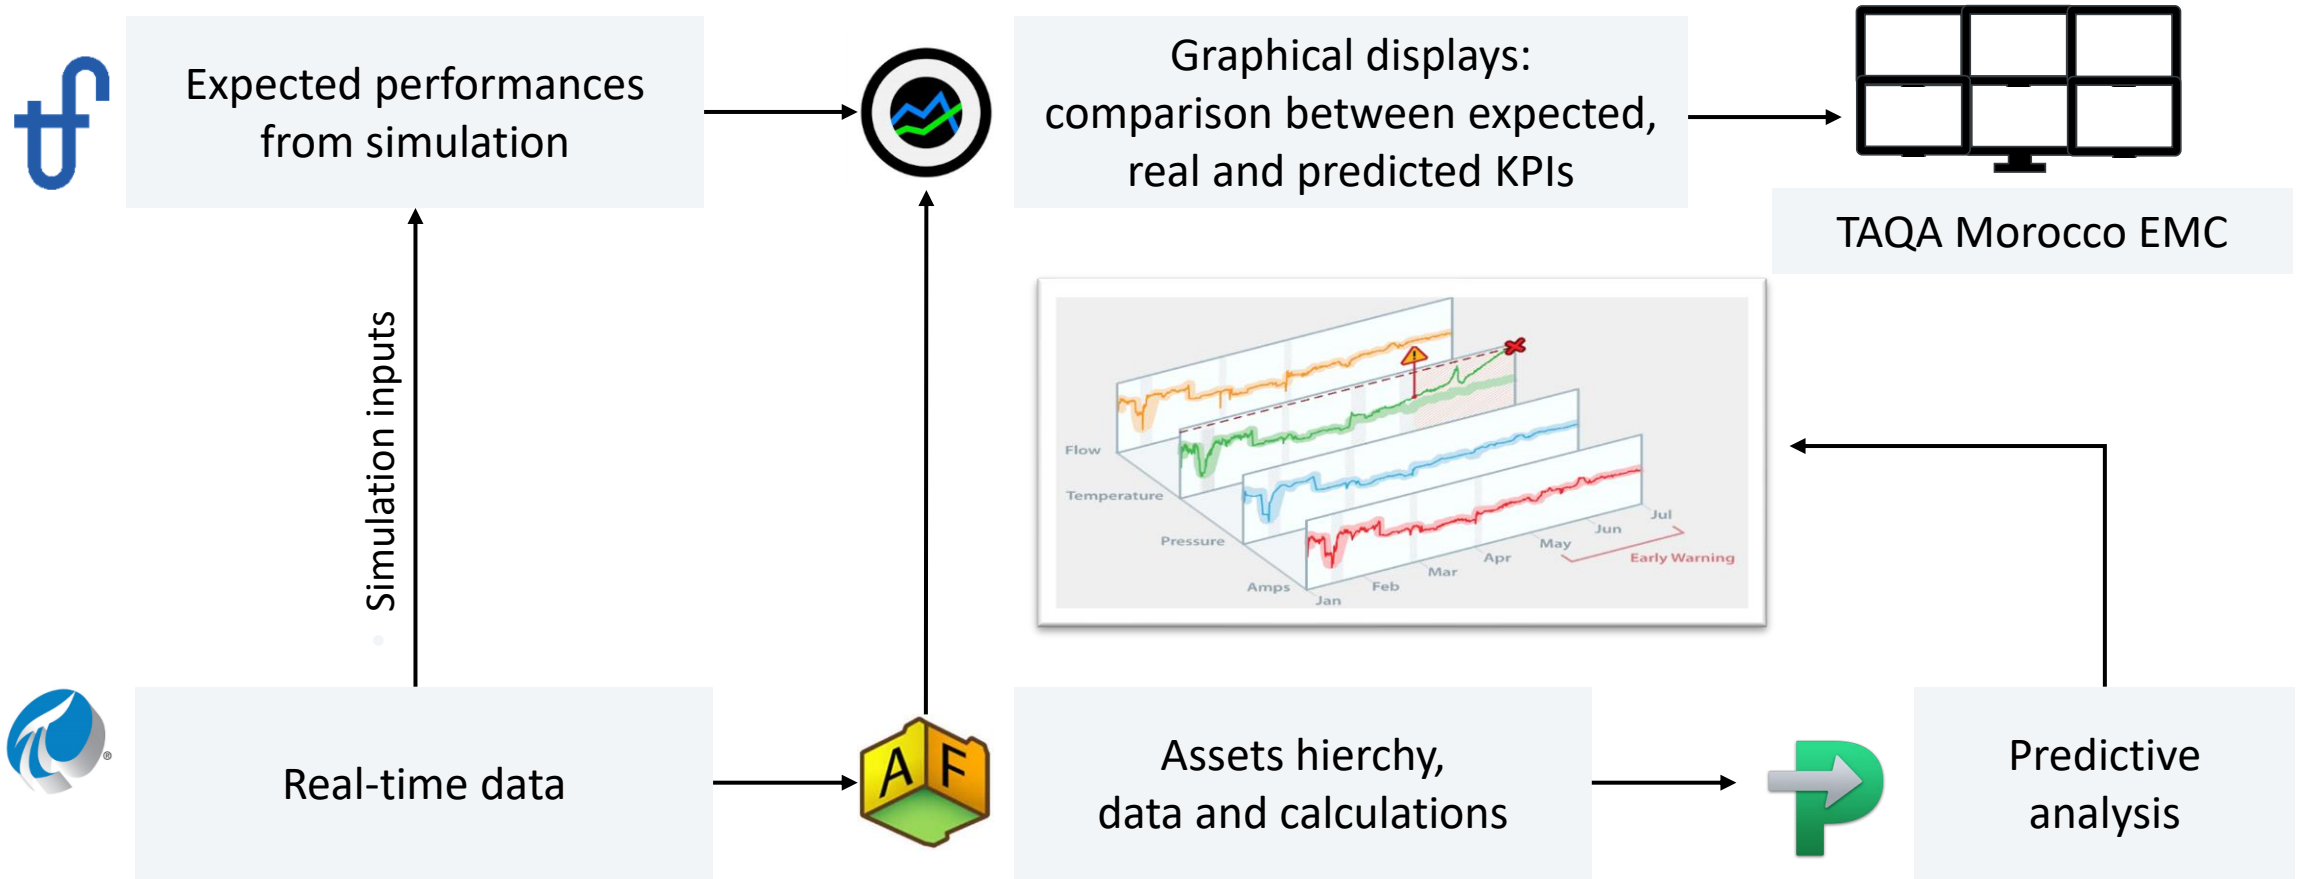 Expected performances
from simulation
Graphical displays:
comparison between expected,
real and predicted KPIs
TAQA Morocco EMC
Simulation inputs
Flow
Temperature
Pressure
Amps
Jan
Feb
Mar
Apr
May
Jun
Jul
Early Warning
Real-time data
®
A F
Assets hierchy,
data and calculations
P
Predictive
analysis